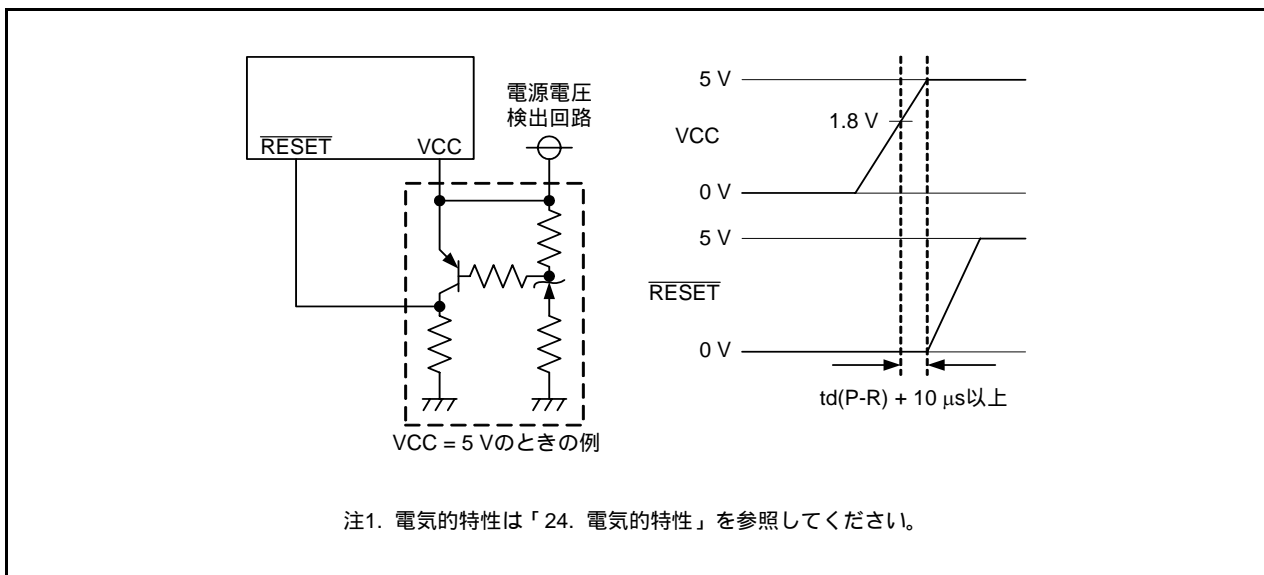 RESET
VCC
電源電圧
検出回路
VCC = 5 Vのときの例
5 V
1.8 V
VCC
0 V
5 V
RESET
0 V
td(P-R) + 10 μs以上
注1. 電気的特性は「24. 電気的特性」を参照してください。